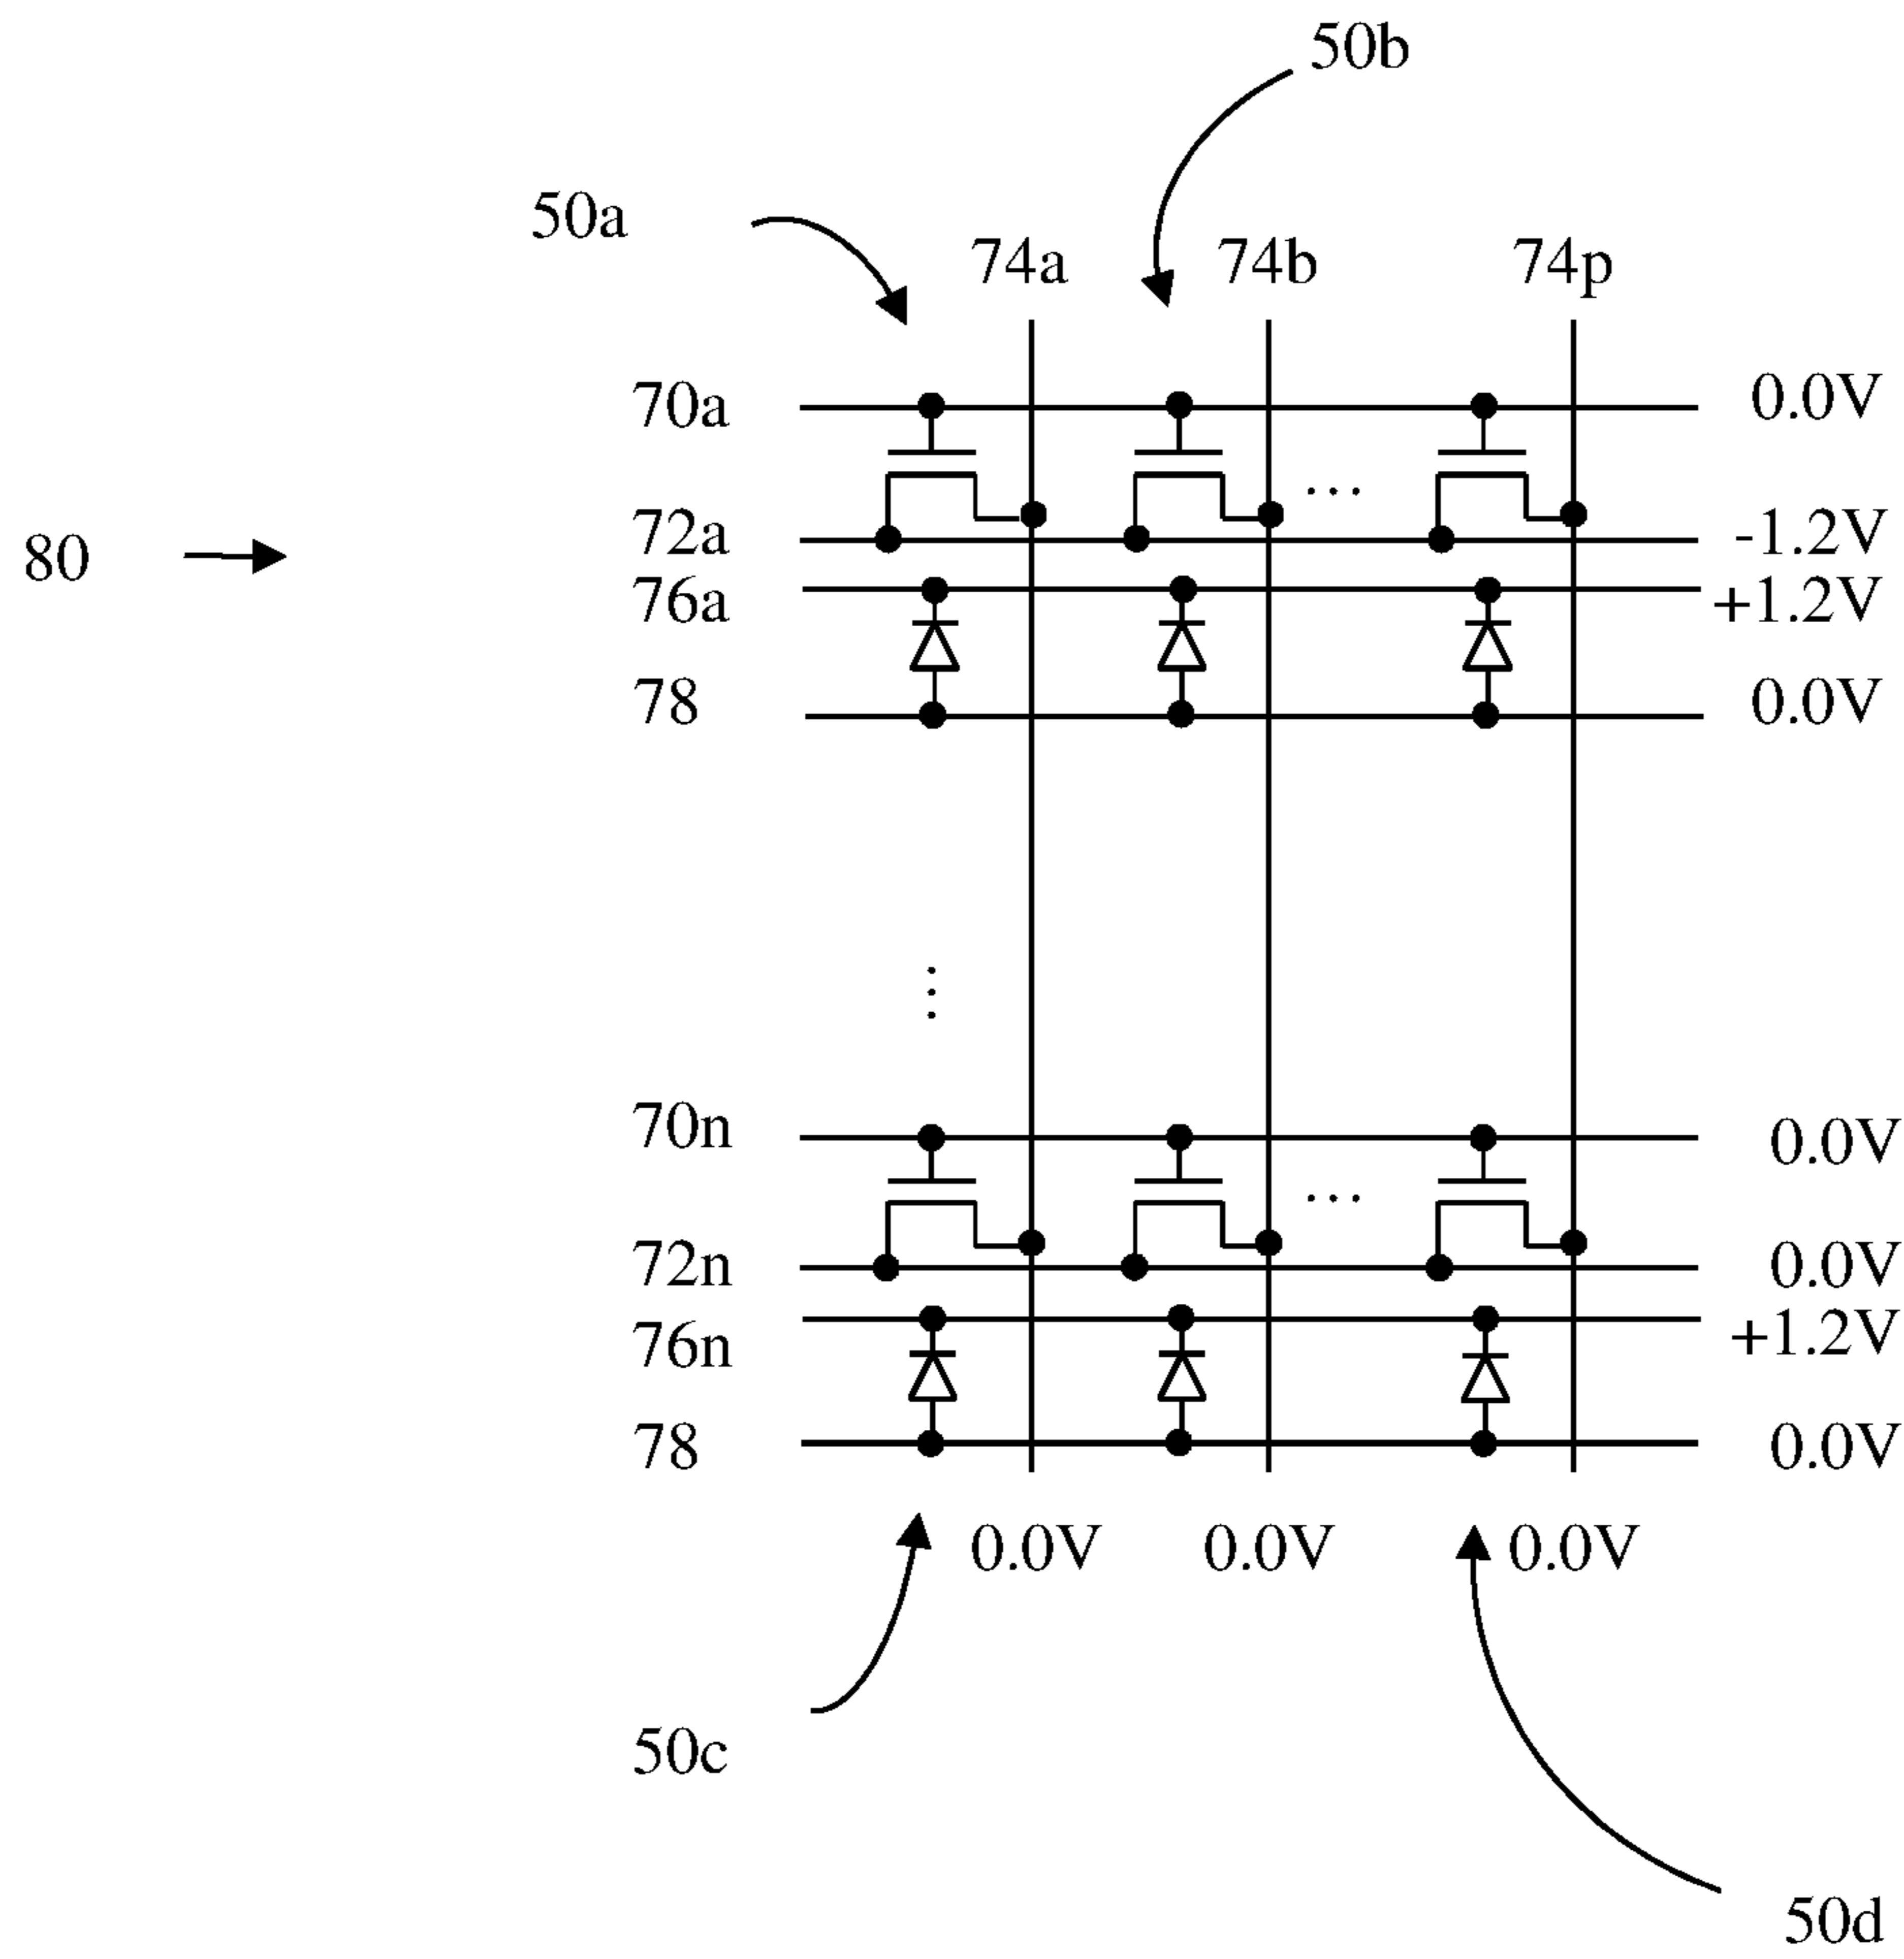 50b
50a
74a 74b 74p
70a 0.0V
...
72a -1.2V
80
76a +1.2V
78 0.0V
...
70n 0.0V
...
72n 0.0V
76n +1.2V
78 0.0V
0.0V 0.0V 0.0V
50c
50d